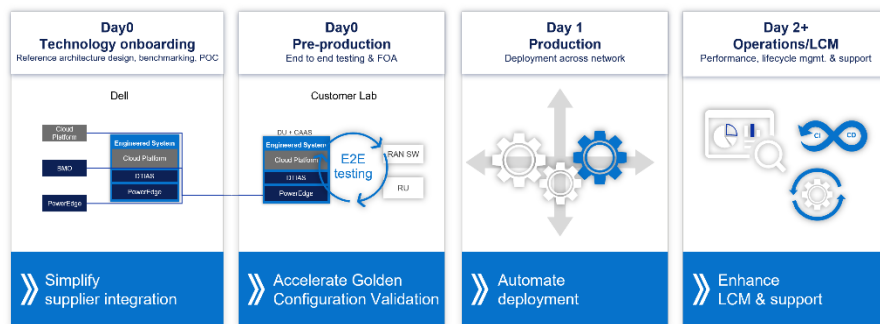 Day0
Technology onboarding
Reference architecture design, benchmarking, POC
Dell
Cloud
Platform
SMO
PowerEdge
Engineered System
Cloud Platform
DTIAS
PowerEdge
Simplify
supplier integration
Day0
Pre-production
End to end testing & FOA
Customer Lab
DU + CAAS
Engineered System
Cloud Platform
DTIAS
PowerEdge
E2E
testing
RAN SW
RU
Accelerate Golden
Configuration Validation
Day 1
Production
Deployment across network
Automate
deployment
Day 2+
Operations/LCM
Performance, lifecycle mgmt. & support
CI
CD
Enhance
LCM & support